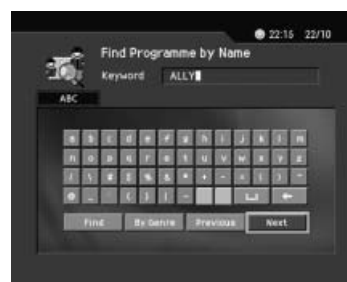 22:15 22/10
Find Programme by Name
Keyword ALLY
ABC
a b c d e f g h i j k l m
n o p q r s t u v w x y z
Find By Genre Previous Next